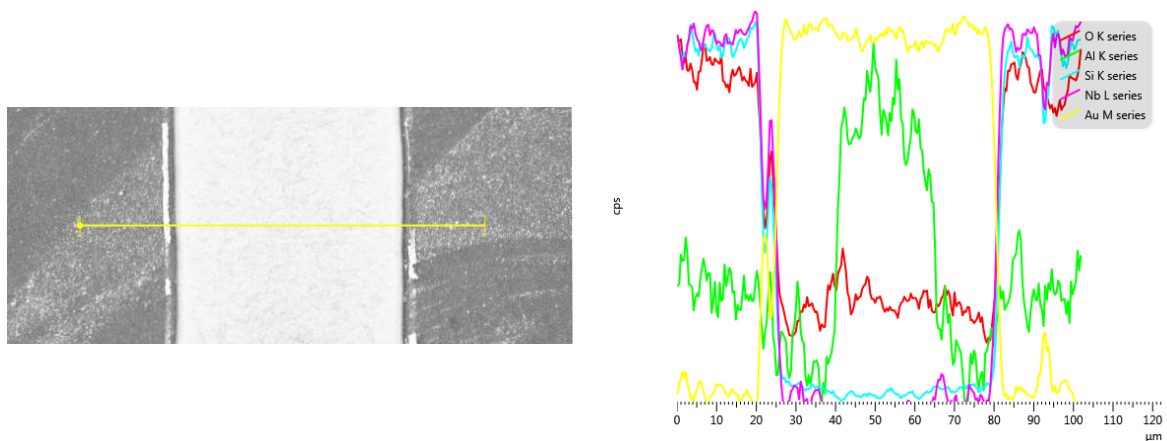 O K series
Al K series
Si K series
Nb L series
Au M series
cps
0 10 20 30 40 50 60 70 80 90 100 110 120
µm